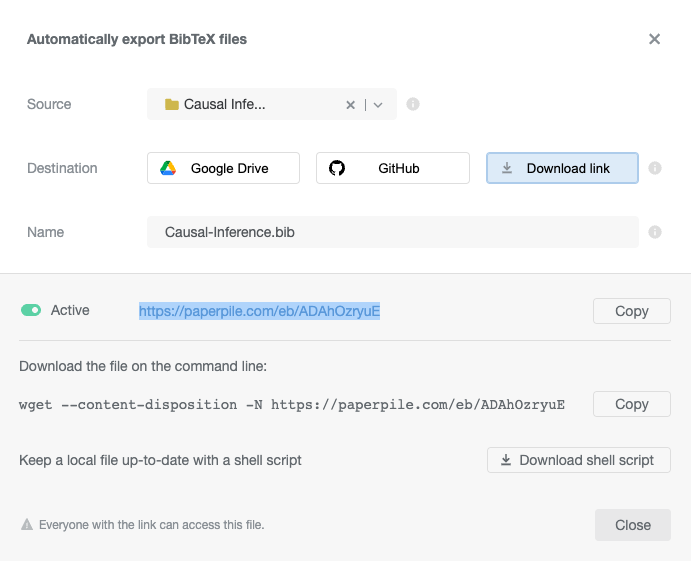 Automatically export BibTeX files
Source
Causal Infe...
Destination
Google Drive
GitHub
Download link
Name
Causal-Inference.bib
Active
https://paperpile.com/eb/ADAhOzryuE
Copy
Download the file on the command line:
wget --content-disposition -N https://paperpile.com/eb/ADAhOzryuE
Copy
Keep a local file up-to-date with a shell script
Download shell script
Everyone with the link can access this file.
Close